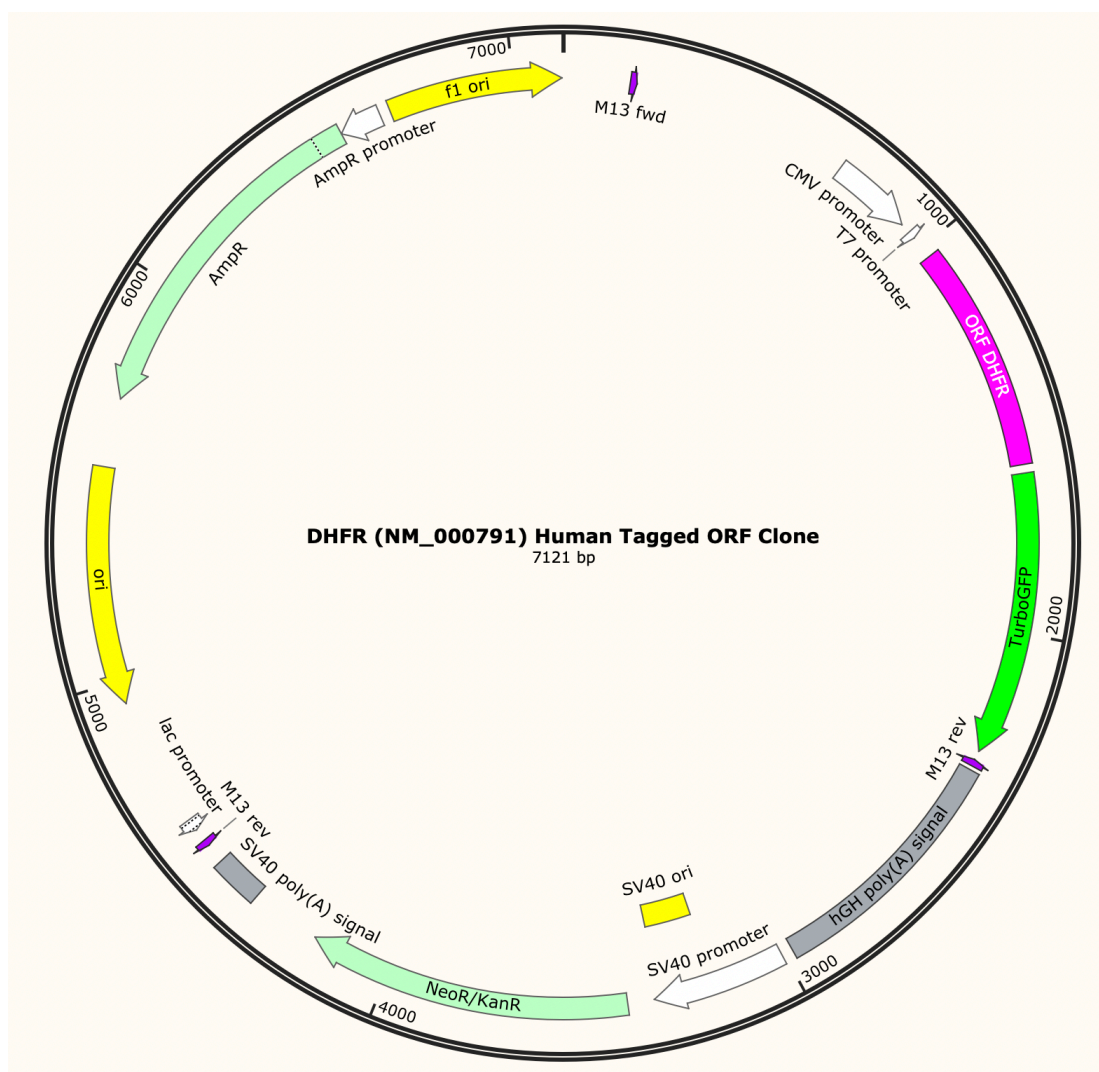 7000
f1 ori
M13 fwd
AmpR promoter
CMV promoter
1000
T7 promoter
AmpR
6000
ORF DHFR
DHFR (NM_000791) Human Tagged ORF Clone
7121 bp
ori
TurboGFP
2000
5000
M13 rev
lac promoter
M13 rev
hGH poly(A) signal
SV40 poly(A) signal
SV40 ori
SV40 promoter
3000
NeoR/KanR
4000